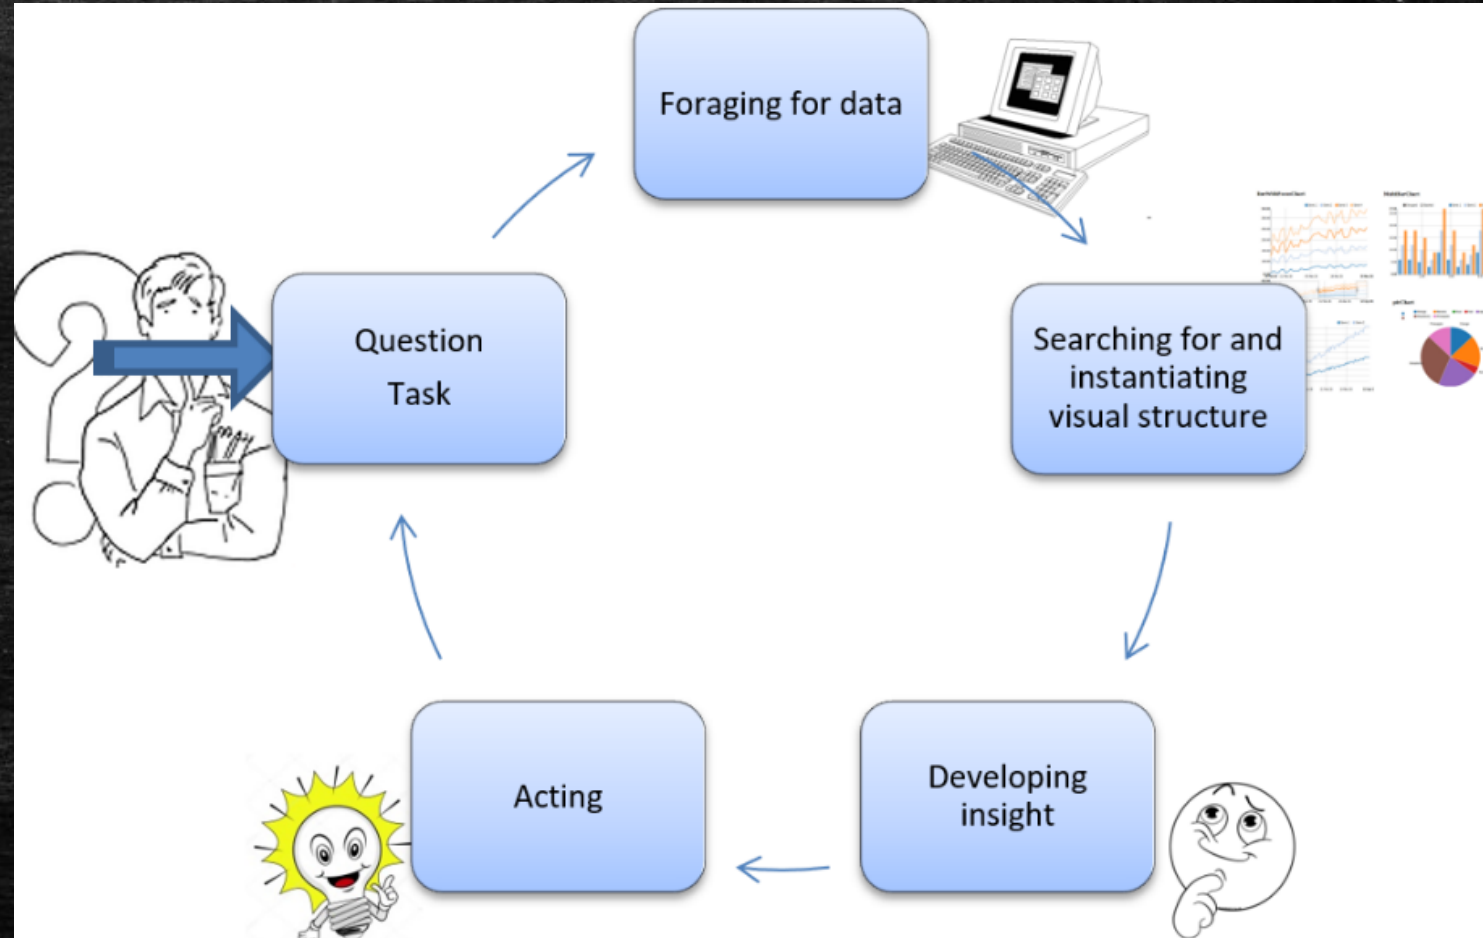 Foraging for data
Question
Task
Searching for and
instantiating
visual structure
Developing
insight
Acting